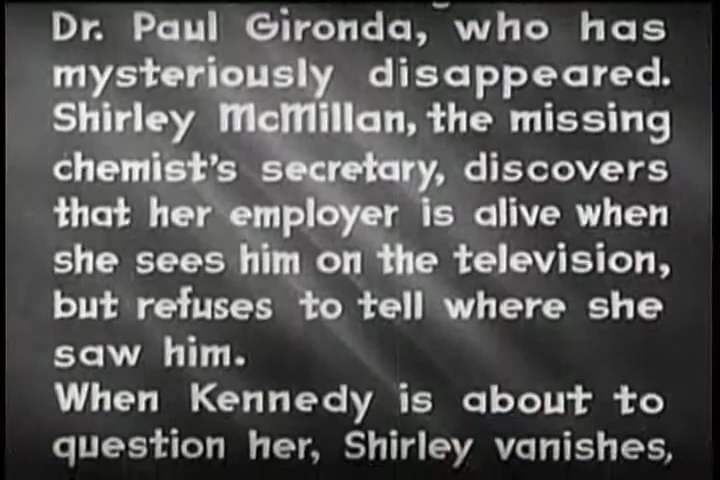 Dr. Paul Gironda, who has
mysteriously disappeared.
Shirley McMillan, the missing
chemist's secretary, discovers
that her employer is alive when
she sees him on the television,
but refuses to tell where she
saw him.
When Kennedy is about to
question her, Shirley vanishes,